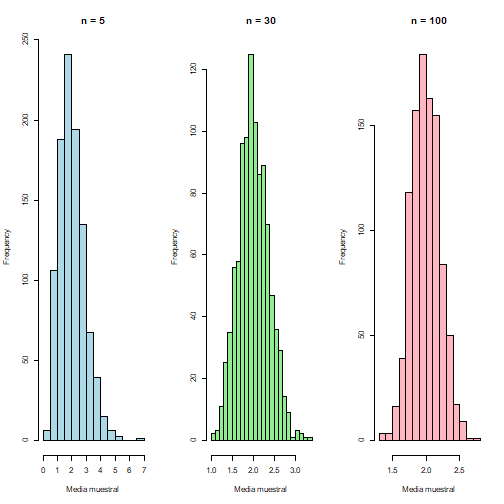 n = 5
n = 30
n = 100
Frequency
Frequency
Frequency
0
50
100
150
200
250
0
20
40
60
80
100
120
0
50
100
150
0 1 2 3 4 5 6 7
1.0 1.5 2.0 2.5 3.0
1.5 2.0 2.5
Media muestral
Media muestral
Media muestral